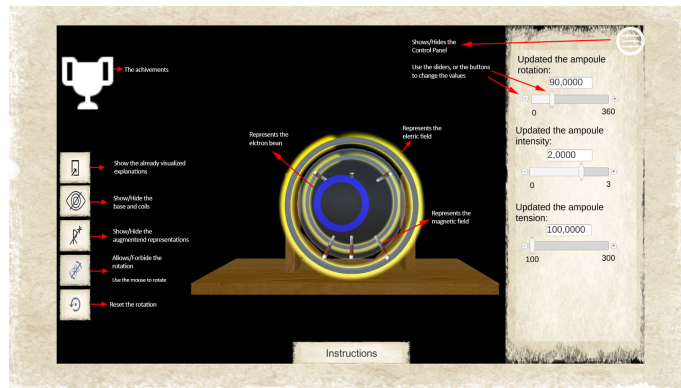 Shows/Hides the
Control Panel
Use the sliders, or the buttons
to change the values
The achivements
Updated the ampoule
rotation:
90,0000
-
+
0
360
Represents the
elctron bean
Represents the
eletric field
Updated the ampoule
intensity:
2,0000
-
+
0
3
Show the already visualized
explanations
Show/Hide the
base and coils
Represents the
magnetic field
Updated the ampoule
tension:
100,0000
-
+
100
300
Show/Hide the
augmentend representations
Allows/Forbide the
rotation
Use the mouse to rotate
Reset the rotation
Instructions